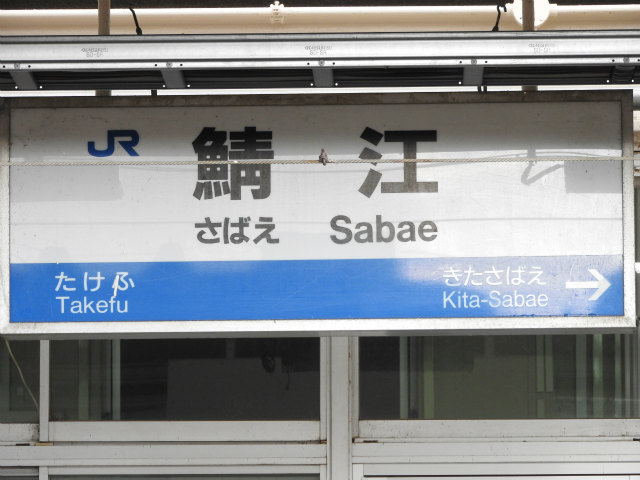 JR 鯖江
さばえ Sabae
たけふ きたさばえ →
Takefu Kita-Sabae